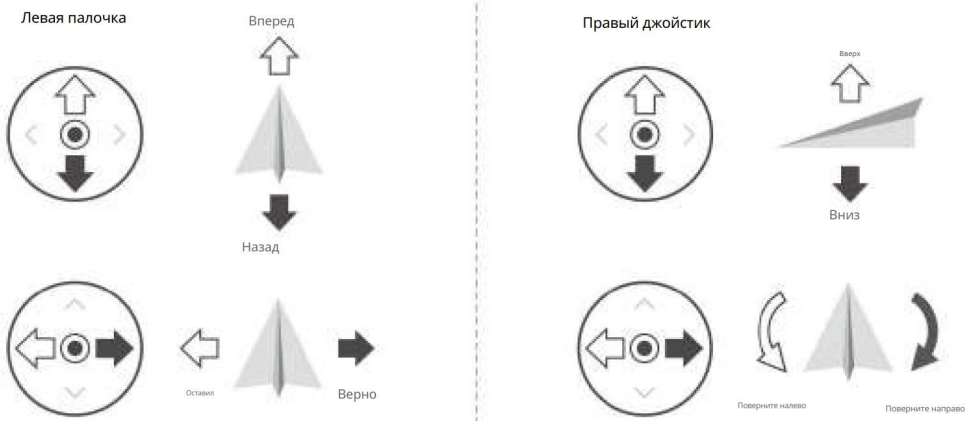 Левая палочка
Вперед
Назад
Оставил
Верно
Правый джойстик
Вверх
Вниз
Поверните налево
Поверните направо